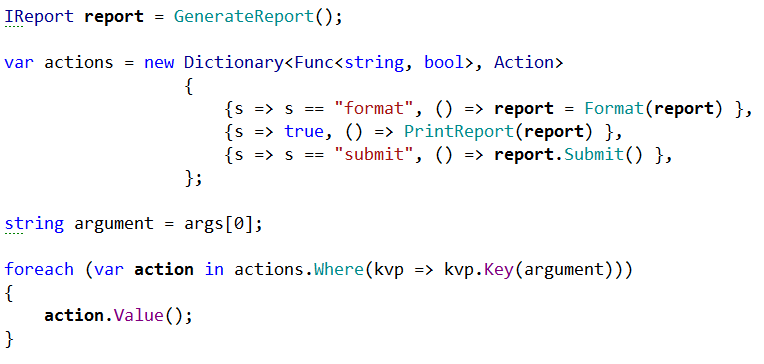 IReport report = GenerateReport();
var actions = new Dictionary<Func<string, bool>, Action>
{
{s => s == "format", () => report = Format(report) },
{s => true, () => PrintReport(report) },
{s => s == "submit", () => report.Submit() },
};
string argument = args[0];
foreach (var action in actions.Where(kvp => kvp.Key(argument)))
{
action.Value();
}